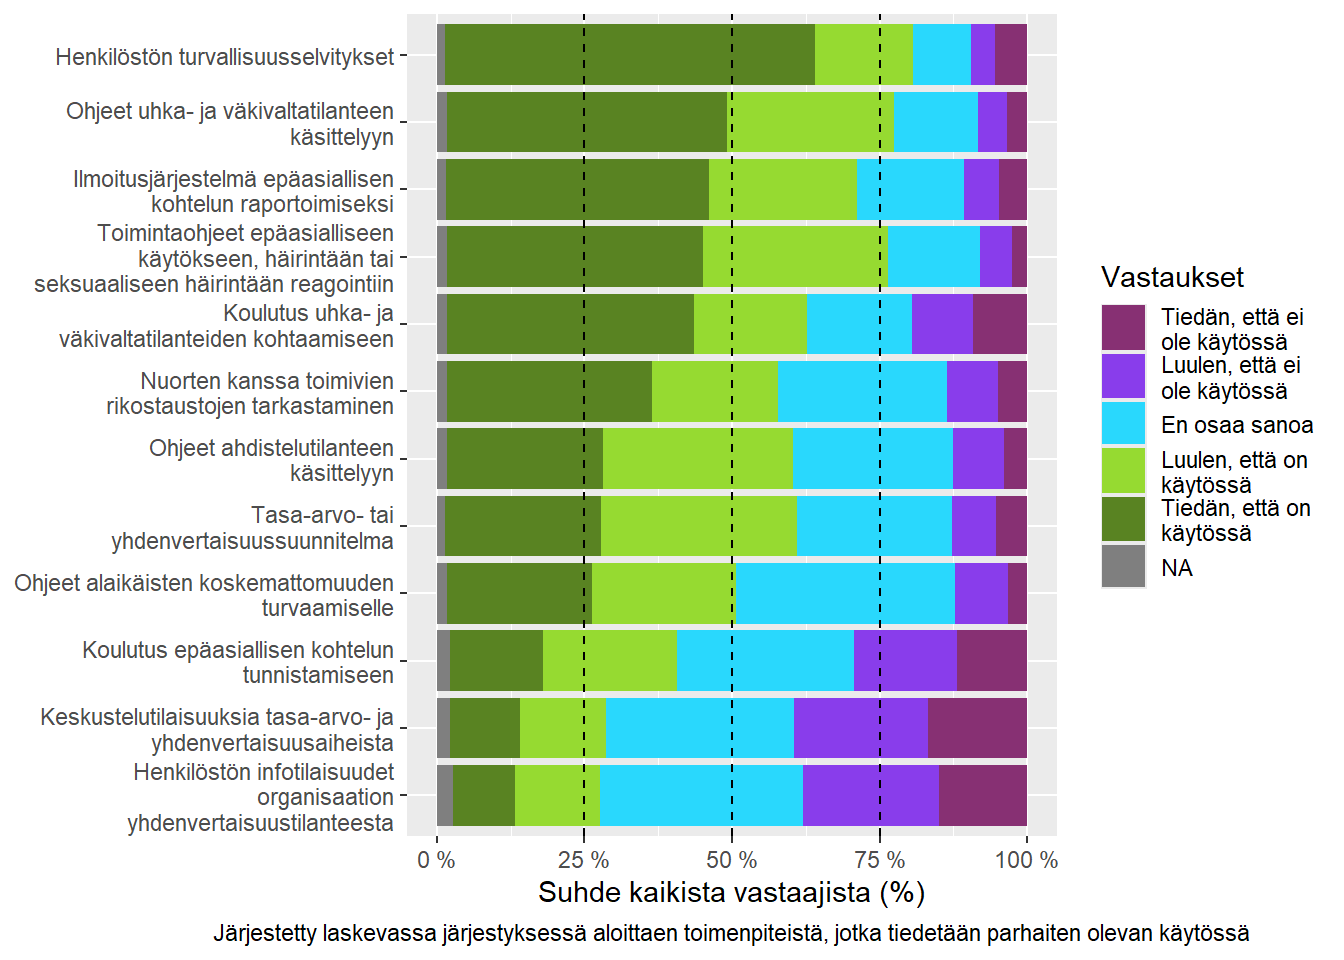 Henkilöstön turvallisuusselvitykset
Ohjeet uhka- ja väkivaltatilanteen
käsittelyyn
Ilmoitusjärjestelmä epäasiallisen
kohtelun raportoimiseksi
Toimintaohjeet epäasialliseen
käytökseen, häirintään tai
seksuaaliseen häirintään reagointiin
Koulutus uhka- ja
väkivaltatilanteiden kohtaamiseen
Nuorten kanssa toimivien
rikostaustojen tarkastaminen
Ohjeet ahdistelutilanteen
käsittelyyn
Tasa-arvo- tai
yhdenvertaisuussuunnitelma
Ohjeet alaikäisten koskemattomuuden
turvaamiselle
Koulutus epäasiallisen kohtelun
tunnistamiseen
Keskustelutilaisuuksia tasa-arvo- ja
yhdenvertaisuusaiheista
Henkilöstön infotilaisuudet
organisaation
yhdenvertaisuustilanteesta
0 % 25 % 50 % 75 % 100 %
Suhde kaikista vastaajista (%)
Vastaukset
Tiedän, että ei
ole käytössä
Luulen, että ei
ole käytössä
En osaa sanoa
Luulen, että on
käytössä
Tiedän, että on
käytössä
NA
Järjestetty laskevassa järjestyksessä aloittaen toimenpiteistä, jotka tiedetään parhaiten olevan käytössä